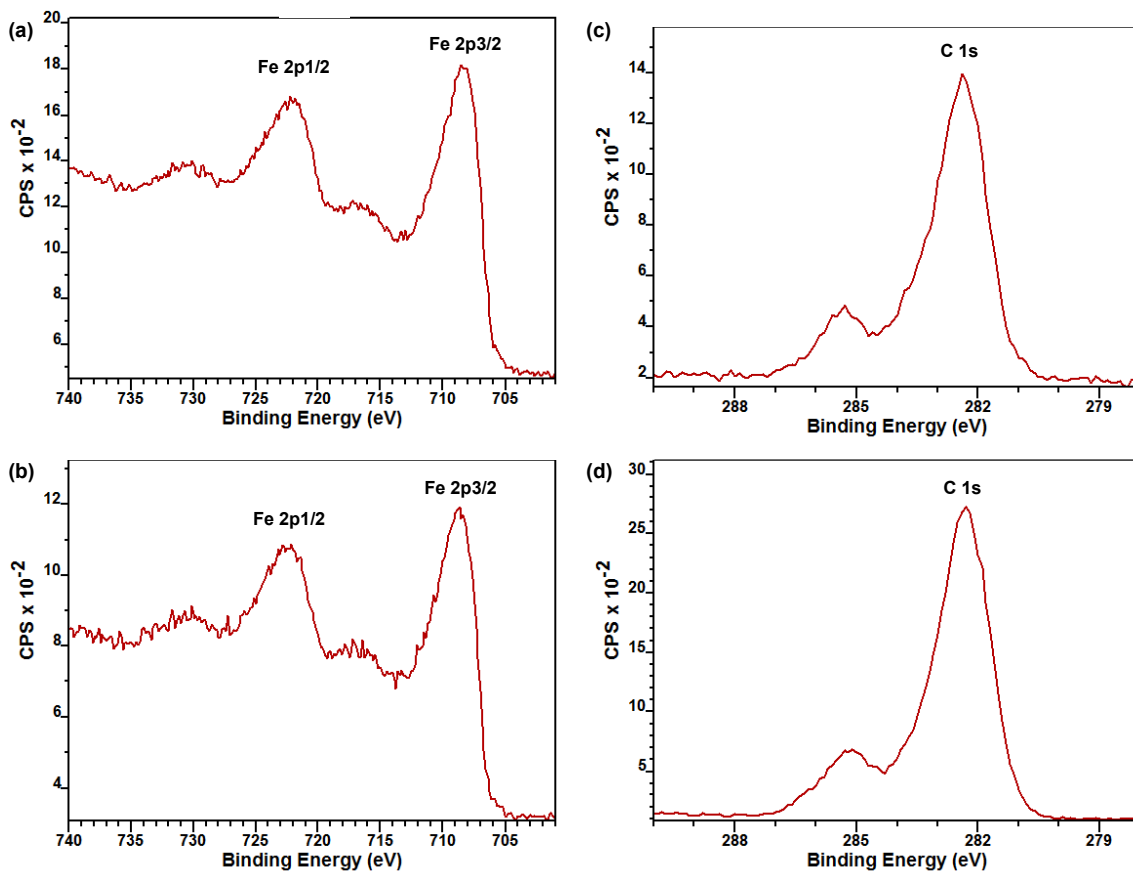 (a)
Fe 2p1/2
Fe 2p3/2
CPS x 10-2
20
18
16
14
12
10
8
6
740 735 730 725 720 715 710 705
Binding Energy (eV)
(c)
C 1s
CPS x 10-2
14
12
10
8
6
4
2
288 285 282 279
Binding Energy (eV)
(b)
Fe 2p1/2
Fe 2p3/2
CPS x 10-2
12
10
8
6
4
740 735 730 725 720 715 710 705
Binding Energy (eV)
(d)
C 1s
CPS x 10-2
30
25
20
15
10
5
288 285 282 279
Binding Energy (eV)